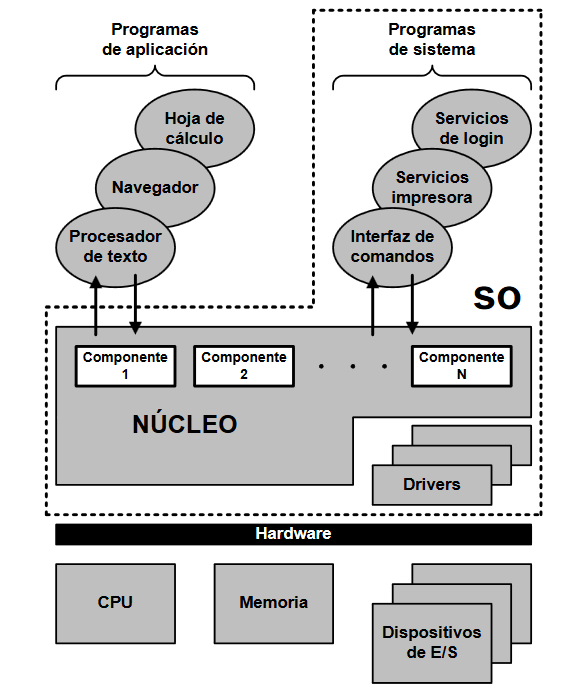 Programas
de aplicación
Programas
de sistema
Hoja de
cálculo
Navegador
Procesador
de texto
Servicios
de login
Servicios
impresora
Interfaz de
comandos
SO
Componente
1
Componente
2
. . .
Componente
N
NÚCLEO
Drivers
Hardware
CPU
Memoria
Dispositivos
de E/S